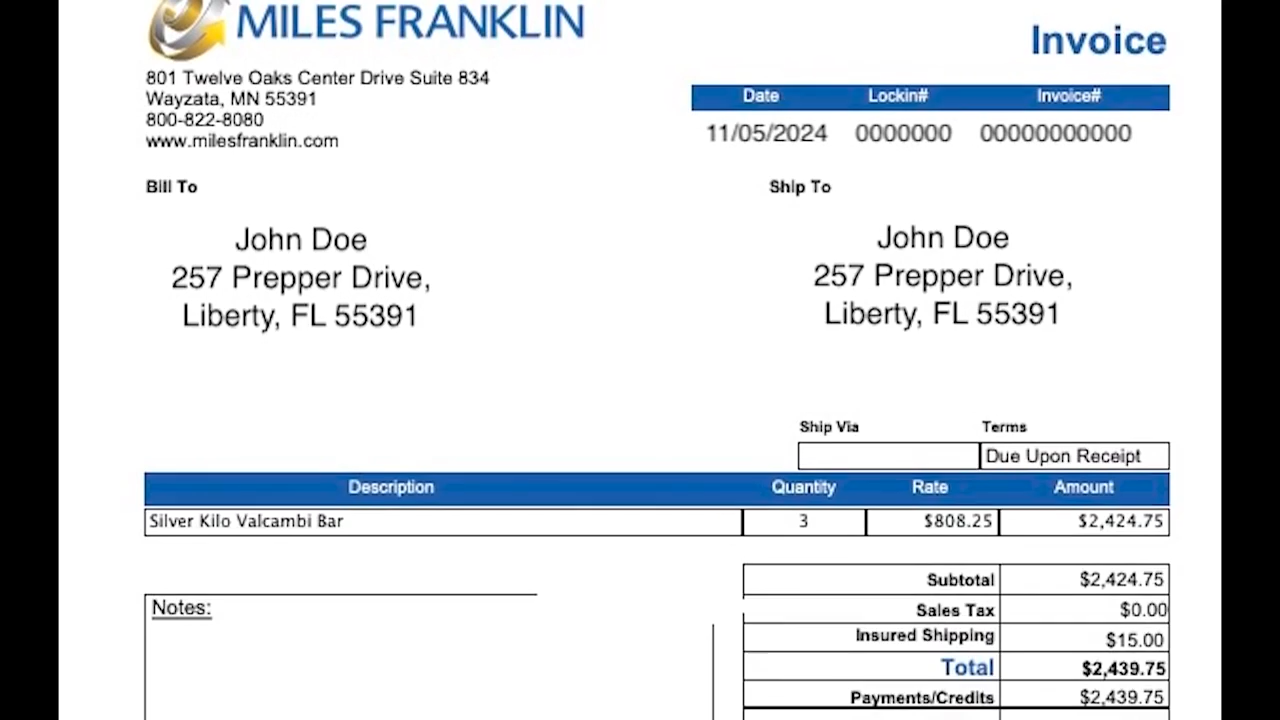 MILES FRANKLIN
Invoice
801 Twelve Oaks Center Drive Suite 834
Wayzata, MN 55391
800-822-8080
www.milesfranklin.com
Date Lockin# Invoice#
11/05/2024 0000000 00000000000
Bill To
Ship To
John Doe
257 Prepper Drive,
Liberty, FL 55391
John Doe
257 Prepper Drive,
Liberty, FL 55391
Ship Via Terms
Due Upon Receipt
Description Quantity Rate Amount
Silver Kilo Valcambi Bar 3 $808.25 $2,424.75
Subtotal $2,424.75
Notes:
Sales Tax $0.00
Insured Shipping $15.00
Total $2,439.75
Payments/Credits $2,439.75